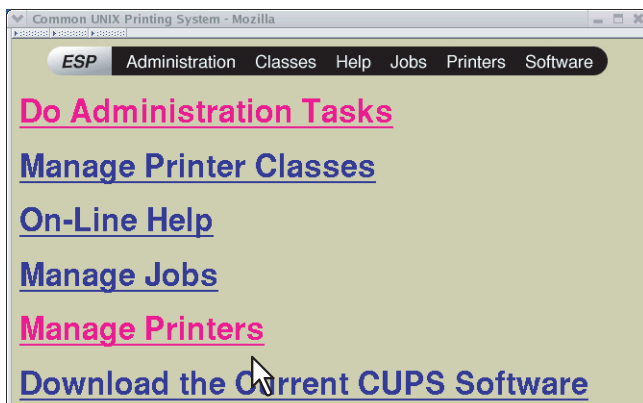 Common UNIX Printing System - Mozilla
ESP Administration Classes Help Jobs Printers Software
Do Administration Tasks
Manage Printer Classes
On-Line Help
Manage Jobs
Manage Printers
Download the Current CUPS Software